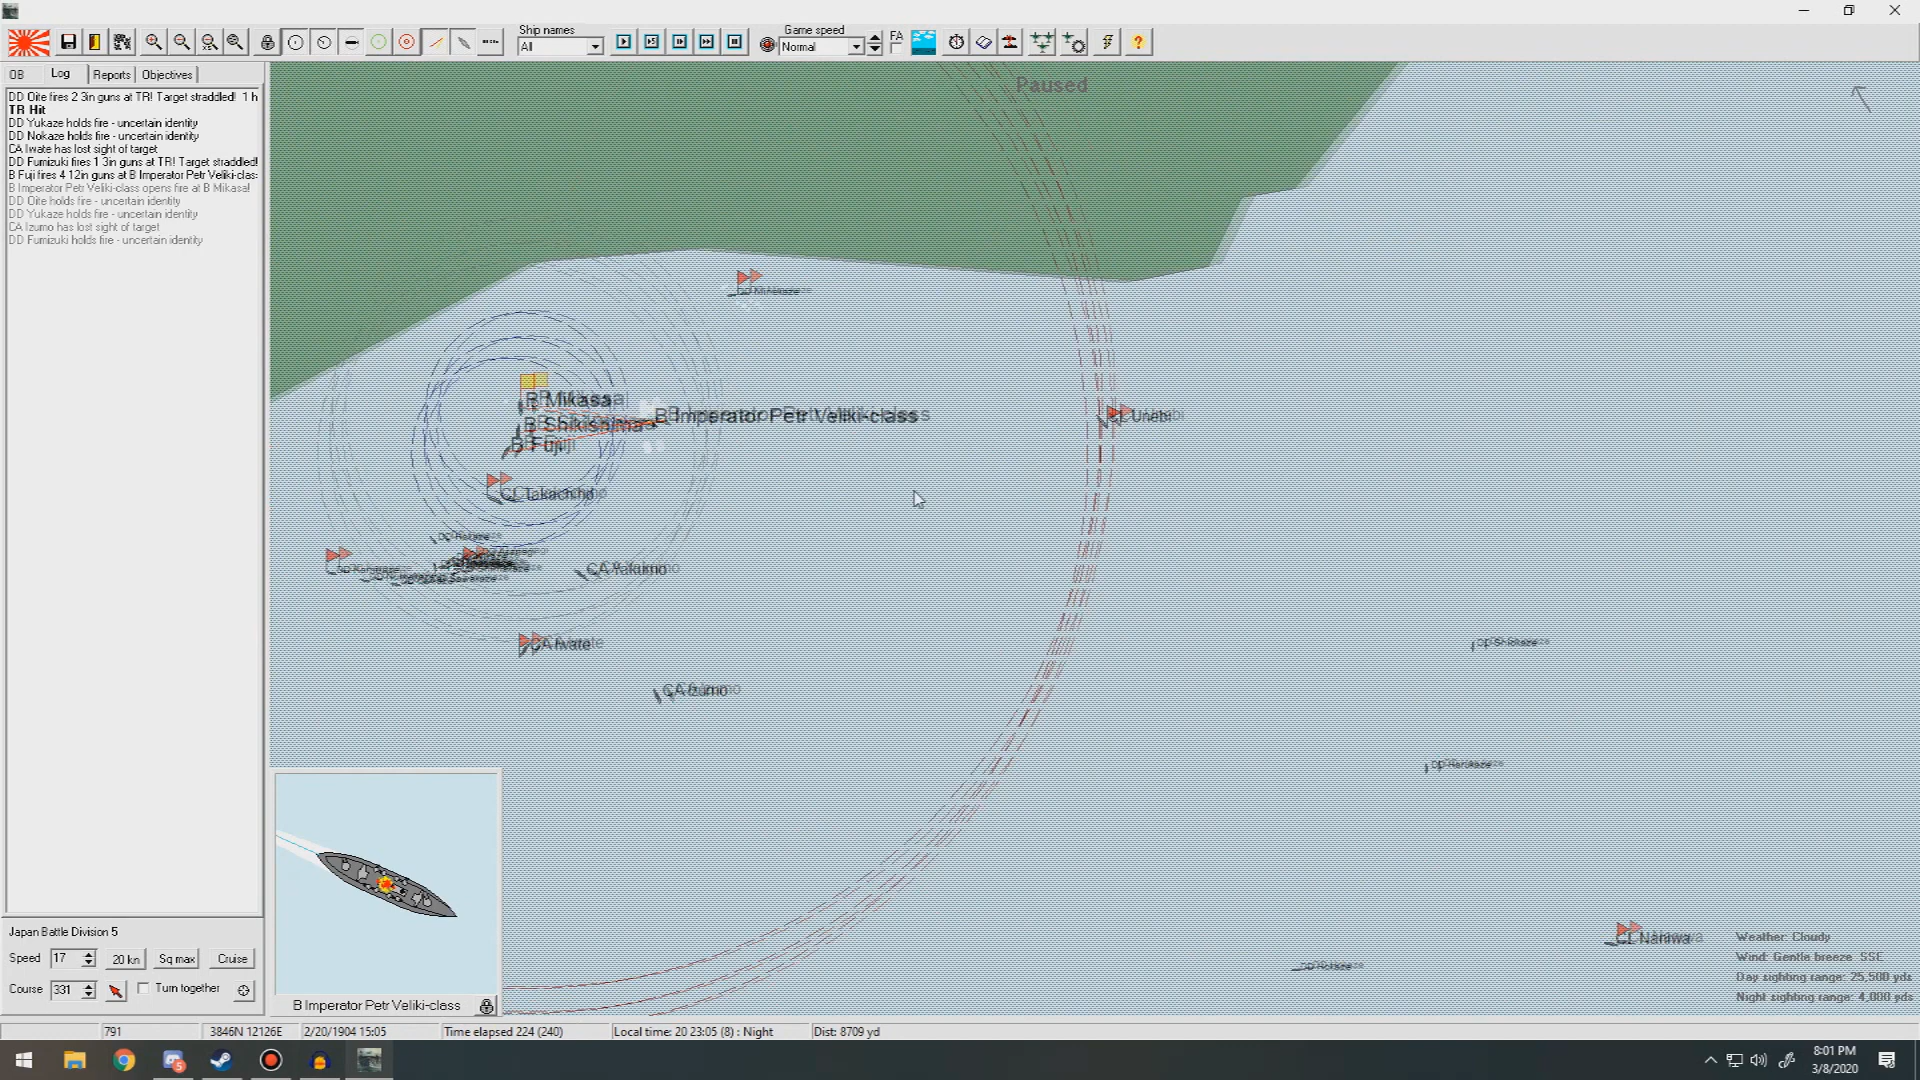 Ship names
All
Game speed
Normal
FA
OB
Log
Reports
Objectives
DD Oite fires 2 3in guns at TR! Target straddled! 1 h
TR Hit
DD Yukaze holds fire - uncertain identity
DD Nokaze holds fire - uncertain identity
CA Iwate has lost sight of target
DD Fumizuki fires 1 3in guns at TR! Target straddled!
B Fuji fires 4 12in guns at B Imperator Petr Veliki-clas
B Imperator Petr Veliki-class opens fire at B Mikasa!
DD Oite holds fire - uncertain identity
DD Yukaze holds fire - uncertain identity
CA Izumo has lost sight of target
DD Fumizuki holds fire - uncertain identity
Paused
B Mikasa
B Imperator Petr Veliki-class
B Shikishima
B Fuji
CL Unebi
CL Takachiho
CA Yakumo
CA Iwate
CA Izumo
CL Naniwa
Weather: Cloudy
Wind: Gentle breeze SSE
Day sighting range: 25,500 yds
Night sighting range: 4,000 yds
Japan Battle Division 5
Speed 17 20 kn Sq max Cruise
Course 331 Turn together
B Imperator Petr Veliki-class
791
3846N 12126E
2/20/1904 15:05
Time elapsed 224 (240)
Local time: 20 23:05 (8) : Night
Dist: 8709 yd
5
8:01 PM
3/8/2020